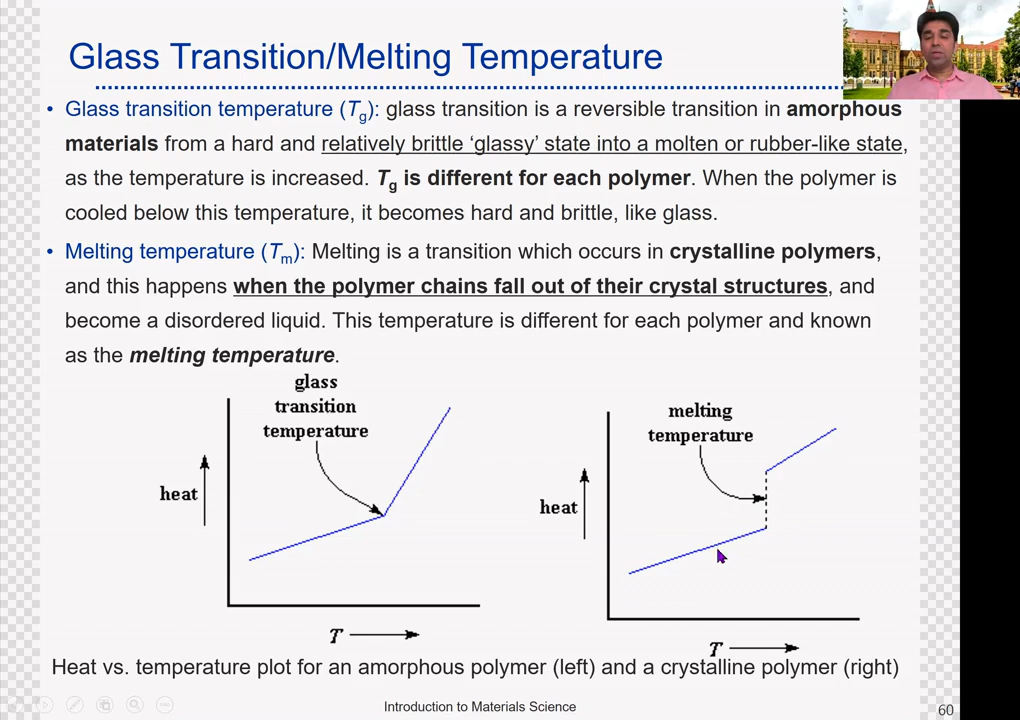 Glass Transition/Melting Temperature
• Glass transition temperature (Tg): glass transition is a reversible transition in amorphous
materials from a hard and relatively brittle ‘glassy’ state into a molten or rubber-like state,
as the temperature is increased. Tg is different for each polymer. When the polymer is
cooled below this temperature, it becomes hard and brittle, like glass.
• Melting temperature (Tm): Melting is a transition which occurs in crystalline polymers,
and this happens when the polymer chains fall out of their crystal structures, and
become a disordered liquid. This temperature is different for each polymer and known
as the melting temperature.
glass
transition
temperature
heat
T
melting
temperature
heat
T
Heat vs. temperature plot for an amorphous polymer (left) and a crystalline polymer (right)
Introduction to Materials Science
60